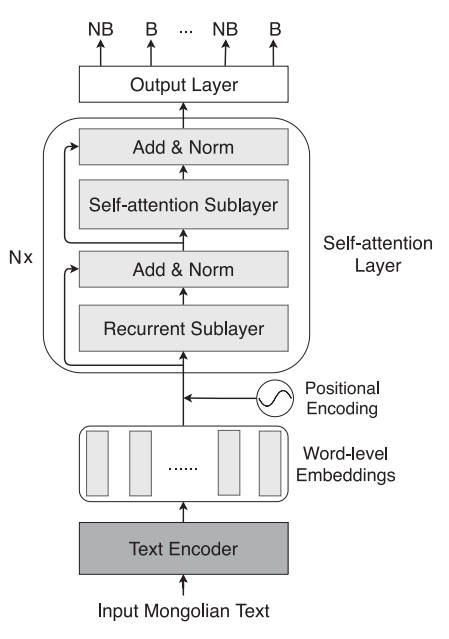 NB B ... NB B
Output Layer
Add & Norm
Self-attention Sublayer
Add & Norm
Recurrent Sublayer
Nx
Self-attention
Layer
Positional
Encoding
......
Word-level
Embeddings
Text Encoder
Input Mongolian Text